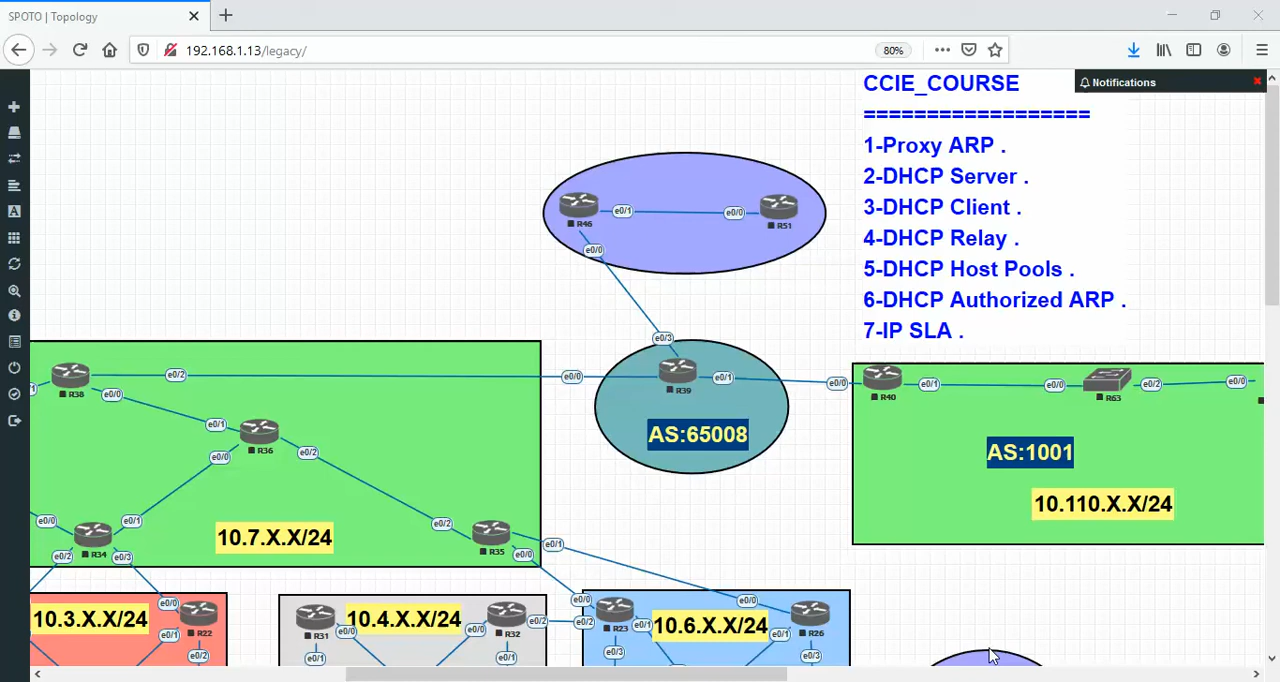 SPOTO | Topology
192.168.1.13/legacy/
80%
CCIE_COURSE
Notifications
==================
1-Proxy ARP .
2-DHCP Server .
3-DHCP Client .
4-DHCP Relay .
5-DHCP Host Pools .
6-DHCP Authorized ARP .
7-IP SLA .
R46
e0/1
e0/0
R51
e0/0
e0/3
R38
e0/2
e0/0
R39
e0/1
e0/0
R40
e0/1
e0/0
R63
e0/2
e0/0
e0/0
e0/1
R36
e0/0
e0/2
AS:65008
AS:1001
10.110.X.X/24
e0/0
e0/1
R34
e0/2
e0/3
10.7.X.X/24
e0/2
R35
e0/0
e0/1
10.3.X.X/24
e0/0
R22
e0/1
e0/2
R31
e0/0
e0/1
10.4.X.X/24
e0/0
R32
e0/2
e0/1
e0/0
e0/2
R23
e0/1
e0/3
10.6.X.X/24
e0/0
R26
e0/1
e0/3